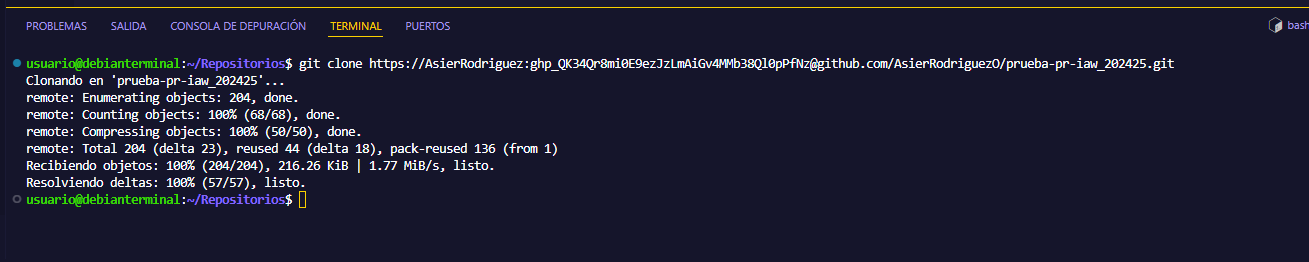 PROBLEMAS SALIDA CONSOLA DE DEPURACIÓN TERMINAL PUERTOS bash
usuario@debianterminal:~/Repositorios$ git clone https://AsierRodriguez: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@github.com/AsierRodriguezO/prueba-pr-iaw_202425.git
Clonando en 'prueba-pr-iaw_202425'...
remote: Enumerating objects: 204, done.
remote: Counting objects: 100% (68/68), done.
remote: Compressing objects: 100% (50/50), done.
remote: Total 204 (delta 23), reused 44 (delta 18), pack-reused 136 (from 1)
Recibiendo objetos: 100% (204/204), 216.26 KiB | 1.77 MiB/s, listo.
Resolviendo deltas: 100% (57/57), listo.
usuario@debianterminal:~/Repositorios$